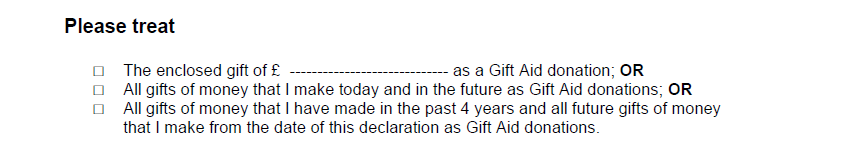 Please treat
☐ The enclosed gift of £ ----------------------------- as a Gift Aid donation; OR
☐ All gifts of money that I make today and in the future as Gift Aid donations; OR
☐ All gifts of money that I have made in the past 4 years and all future gifts of money
that I make from the date of this declaration as Gift Aid donations.